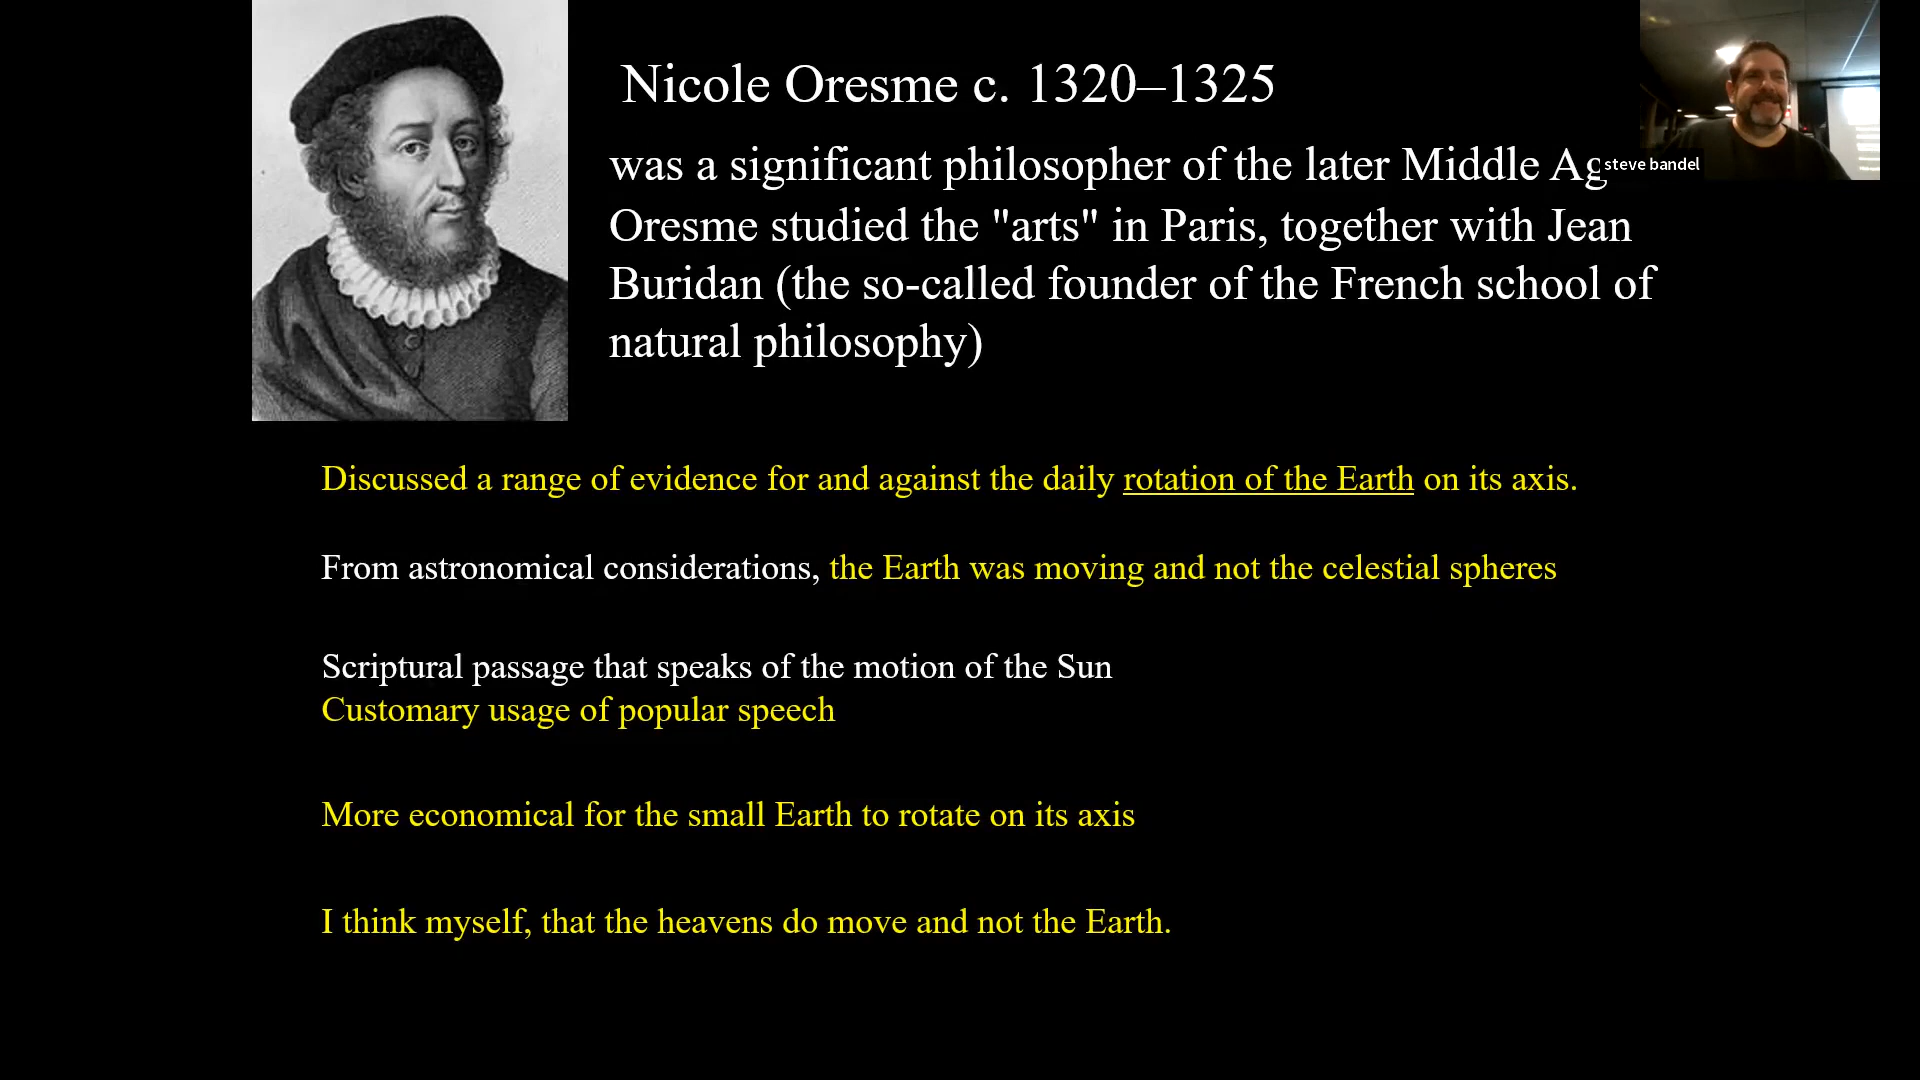 Nicole Oresme c. 1320–1325
was a significant philosopher of the later Middle
steve bandel
Oresme studied the "arts" in Paris, together with Jean
Buridan (the so-called founder of the French school of
natural philosophy)
Discussed a range of evidence for and against the daily rotation of the Earth on its axis.
From astronomical considerations, the Earth was moving and not the celestial spheres
Scriptural passage that speaks of the motion of the Sun
Customary usage of popular speech
More economical for the small Earth to rotate on its axis
I think myself, that the heavens do move and not the Earth.